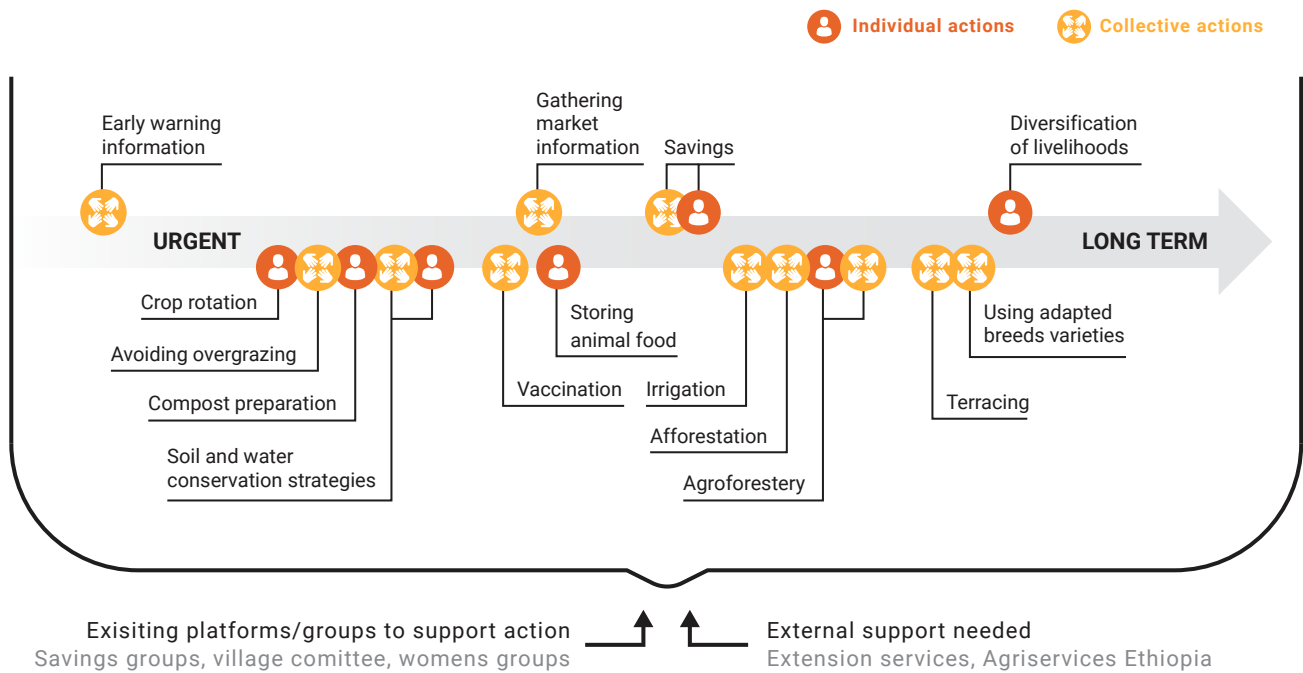 Individual actions
Collective actions
Early warning
information
Gathering
market
information
Savings
Diversification
of livelihoods
URGENT
LONG TERM
Crop rotation
Avoiding overgrazing
Compost preparation
Soil and water
conservation strategies
Vaccination
Storing
animal food
Irrigation
Afforestation
Agroforestery
Using adapted
breeds varieties
Terracing
Exisiting platforms/groups to support action
Savings groups, village comittee, womens groups
External support needed
Extension services, Agriservices Ethiopia